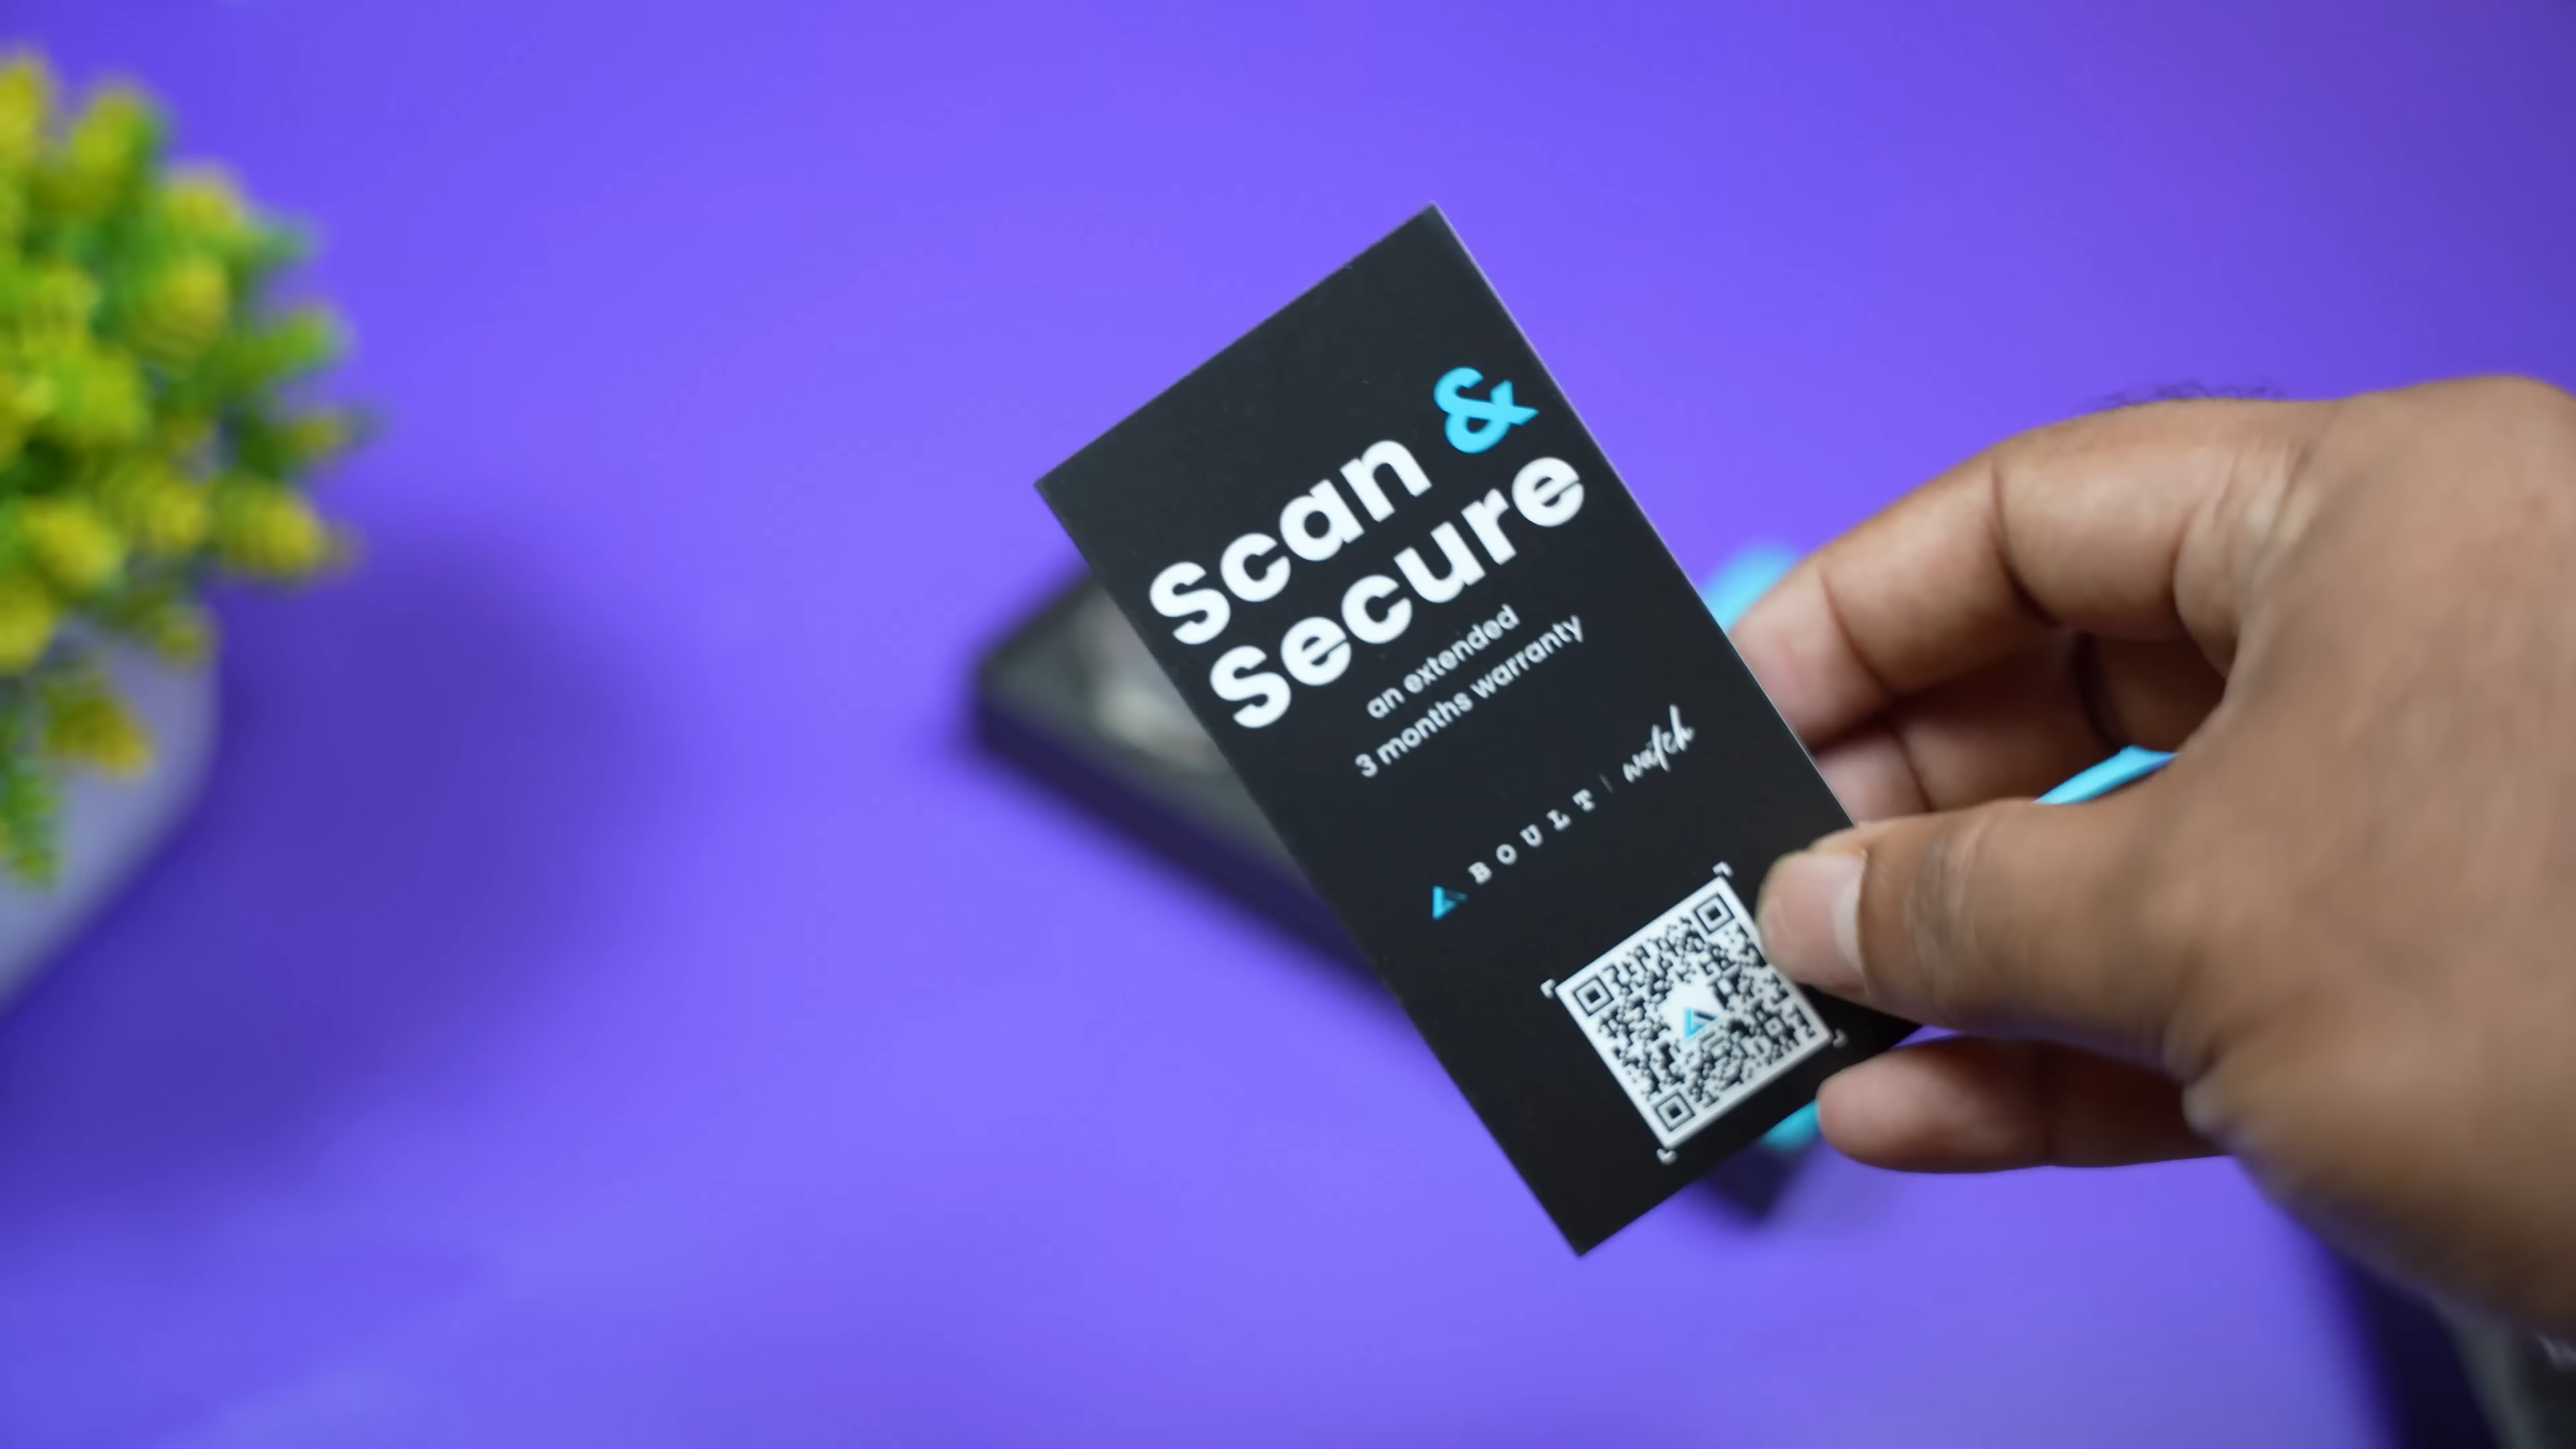 Scan &
Secure
an extended
3 months warranty
BOULT | watch